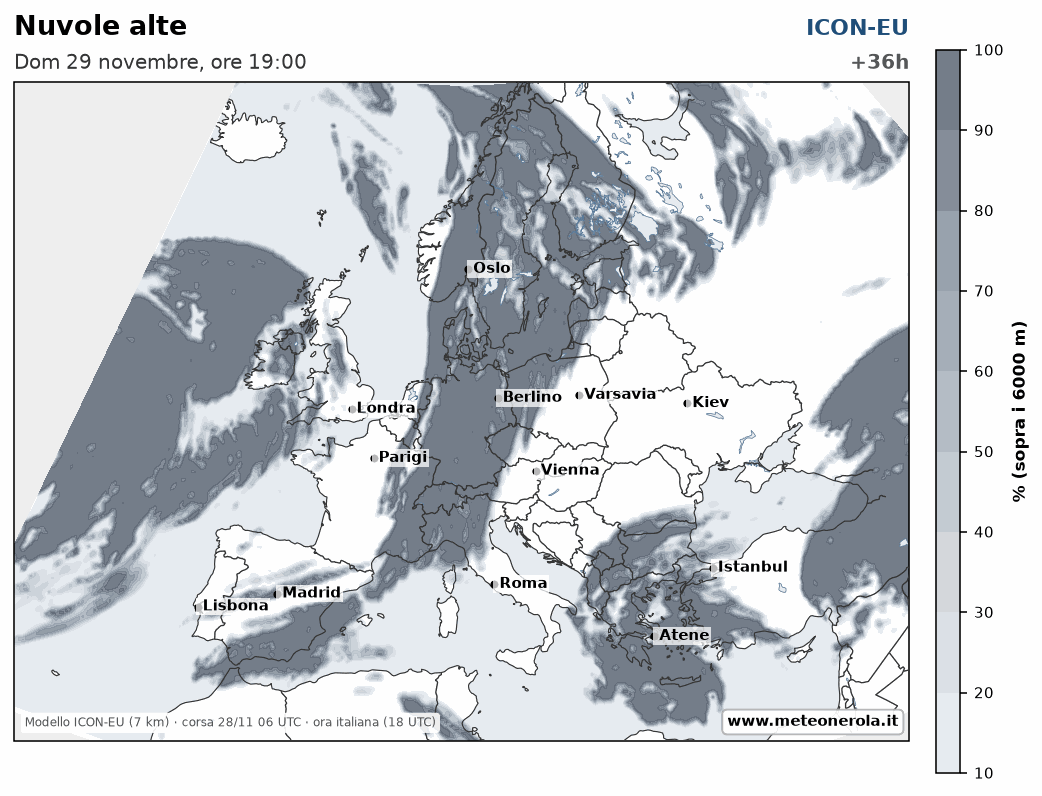 Nuvole alte
ICON-EU
Dom 29 novembre, ore 19:00
+36h
100
90
80
70
60
50
40
30
20
10
% (sopra i 6000 m)
Oslo
Londra
Berlino
Varsavia
Kiev
Parigi
Vienna
Istanbul
Roma
Madrid
Lisbona
Atene
Modello ICON-EU (7 km) · corsa 28/11 06 UTC · ora italiana (18 UTC)
www.meteonerola.it